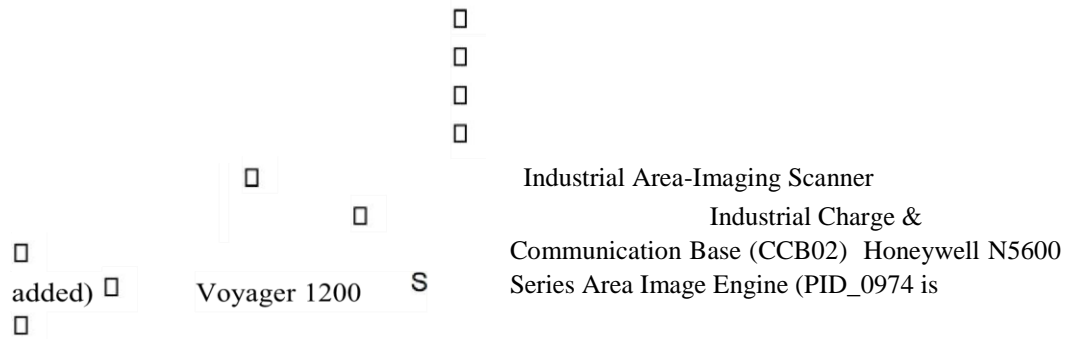 Industrial Area-Imaging Scanner
Industrial Charge &
Communication Base (CCB02) Honeywell N5600
added) Voyager 1200 S Series Area Image Engine (PID_0974 is